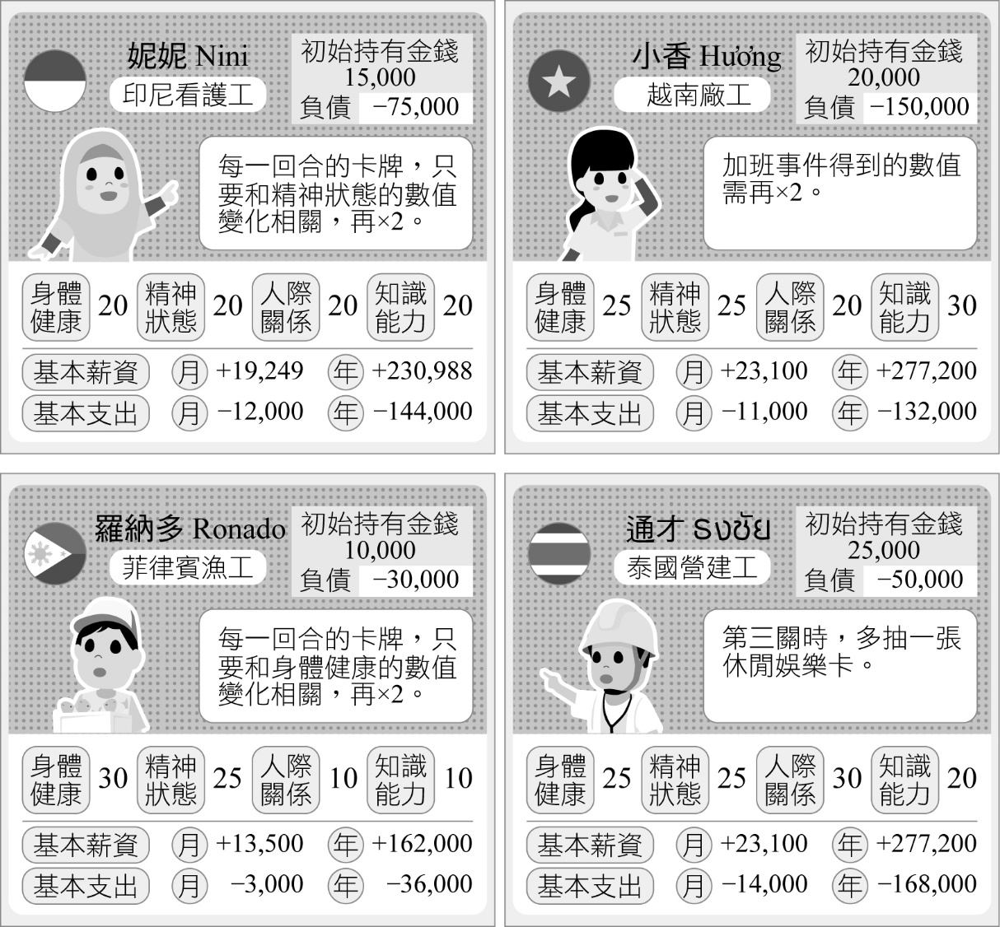 妮妮 Nini
印尼看護工
初始持有金錢
15,000
負債 −75,000
每一回合的卡牌，只
要和精神狀態的數值
變化相關，再×2。
身體健康 20 精神狀態 20 人際關係 20 知識能力 20
基本薪資 月 +19,249 年 +230,988
基本支出 月 −12,000 年 −144,000
小香 Hương
越南廠工
初始持有金錢
20,000
負債 −150,000
加班事件得到的數值
需再×2。
身體健康 25 精神狀態 25 人際關係 20 知識能力 30
基本薪資 月 +23,100 年 +277,200
基本支出 月 −11,000 年 −132,000
羅納多 Ronado
菲律賓漁工
初始持有金錢
10,000
負債 −30,000
每一回合的卡牌，只
要和身體健康的數值
變化相關，再×2。
身體健康 30 精神狀態 25 人際關係 10 知識能力 10
基本薪資 月 +13,500 年 +162,000
基本支出 月 −3,000 年 −36,000
通才 ธงชัย
泰國營建工
初始持有金錢
25,000
負債 −50,000
第三關時，多抽一張
休閒娛樂卡。
身體健康 25 精神狀態 25 人際關係 30 知識能力 20
基本薪資 月 +23,100 年 +277,200
基本支出 月 −14,000 年 −168,000